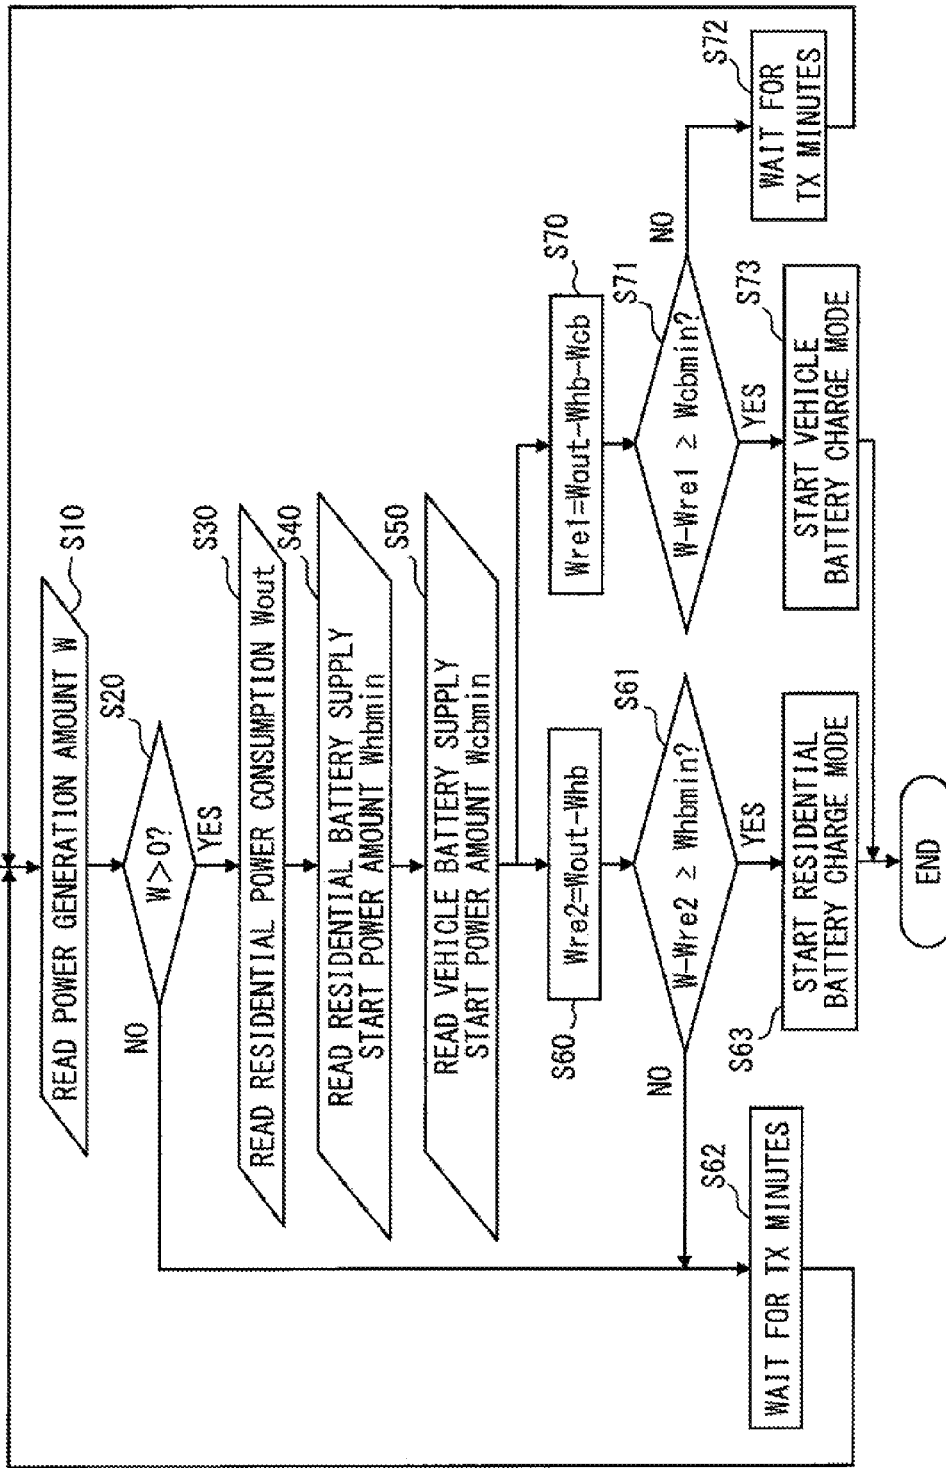 READ POWER GENERATION AMOUNT W
S10
W>0?
S20
NO
YES
READ RESIDENTIAL POWER CONSUMPTION Wout
S30
READ RESIDENTIAL BATTERY SUPPLY
START POWER AMOUNT Whbmin
S40
READ VEHICLE BATTERY SUPPLY
START POWER AMOUNT Wcbmin
S50
Wre2=Wout-Whb
S60
W-Wre2 ≥ Whbmin?
S61
NO
YES
WAIT FOR TX MINUTES
S62
START RESIDENTIAL
BATTERY CHARGE MODE
S63
Wre1=Wout-Whb-Wcb
S70
W-Wre1 ≥ Wcbmin?
S71
NO
YES
WAIT FOR
TX MINUTES
S72
START VEHICLE
BATTERY CHARGE MODE
S73
END